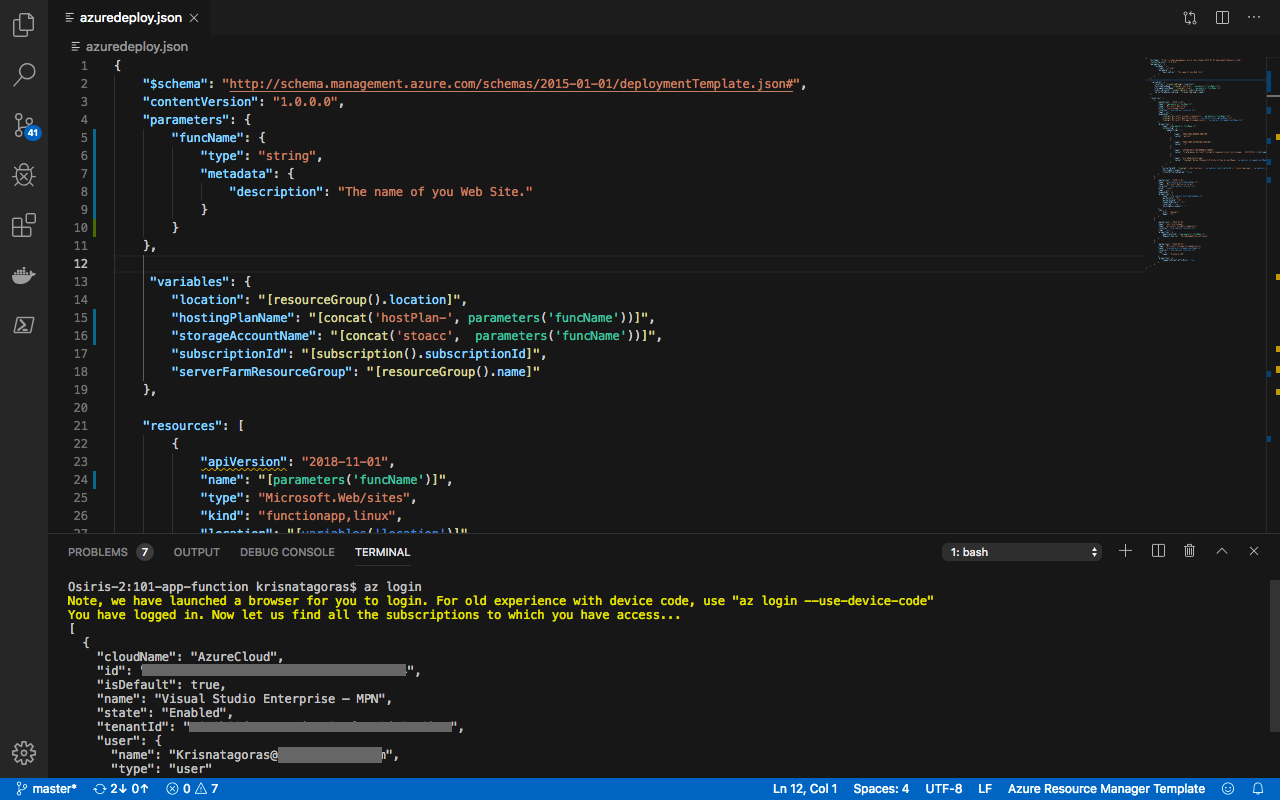 azuredeploy.json
azuredeploy.json
1 {
2 "$schema": "http://schema.management.azure.com/schemas/2015-01-01/deploymentTemplate.json#",
3 "contentVersion": "1.0.0.0",
4 "parameters": {
5 "funcName": {
6 "type": "string",
7 "metadata": {
8 "description": "The name of you Web Site."
9 }
10 }
11 },
12
13 "variables": {
14 "location": "[resourceGroup().location]",
15 "hostingPlanName": "[concat('hostPlan-', parameters('funcName'))]",
16 "storageAccountName": "[concat('stoacc',  parameters('funcName'))]",
17 "subscriptionId": "[subscription().subscriptionId]",
18 "serverFarmResourceGroup": "[resourceGroup().name]"
19 },
20
21 "resources": [
22 {
23 "apiVersion": "2018-11-01",
24 "name": "[parameters('funcName')]",
25 "type": "Microsoft.Web/sites",
26 "kind": "functionapp,linux",
27 "location": "[variables('location')]"
41
PROBLEMS 7 OUTPUT DEBUG CONSOLE TERMINAL 1: bash
Osiris-2:101-app-function krisnatagoras$ az login
Note, we have launched a browser for you to login. For old experience with device code, use "az login --use-device-code"
You have logged in. Now let us find all the subscriptions to which you have access...
[
{
"cloudName": "AzureCloud",
"id": "",
"isDefault": true,
"name": "Visual Studio Enterprise – MPN",
"state": "Enabled",
"tenantId": "",
"user": {
"name": "Krisnatagoras@m",
"type": "user"
master* 2↓ 0↑ 0 7 Ln 12, Col 1 Spaces: 4 UTF-8 LF Azure Resource Manager Template